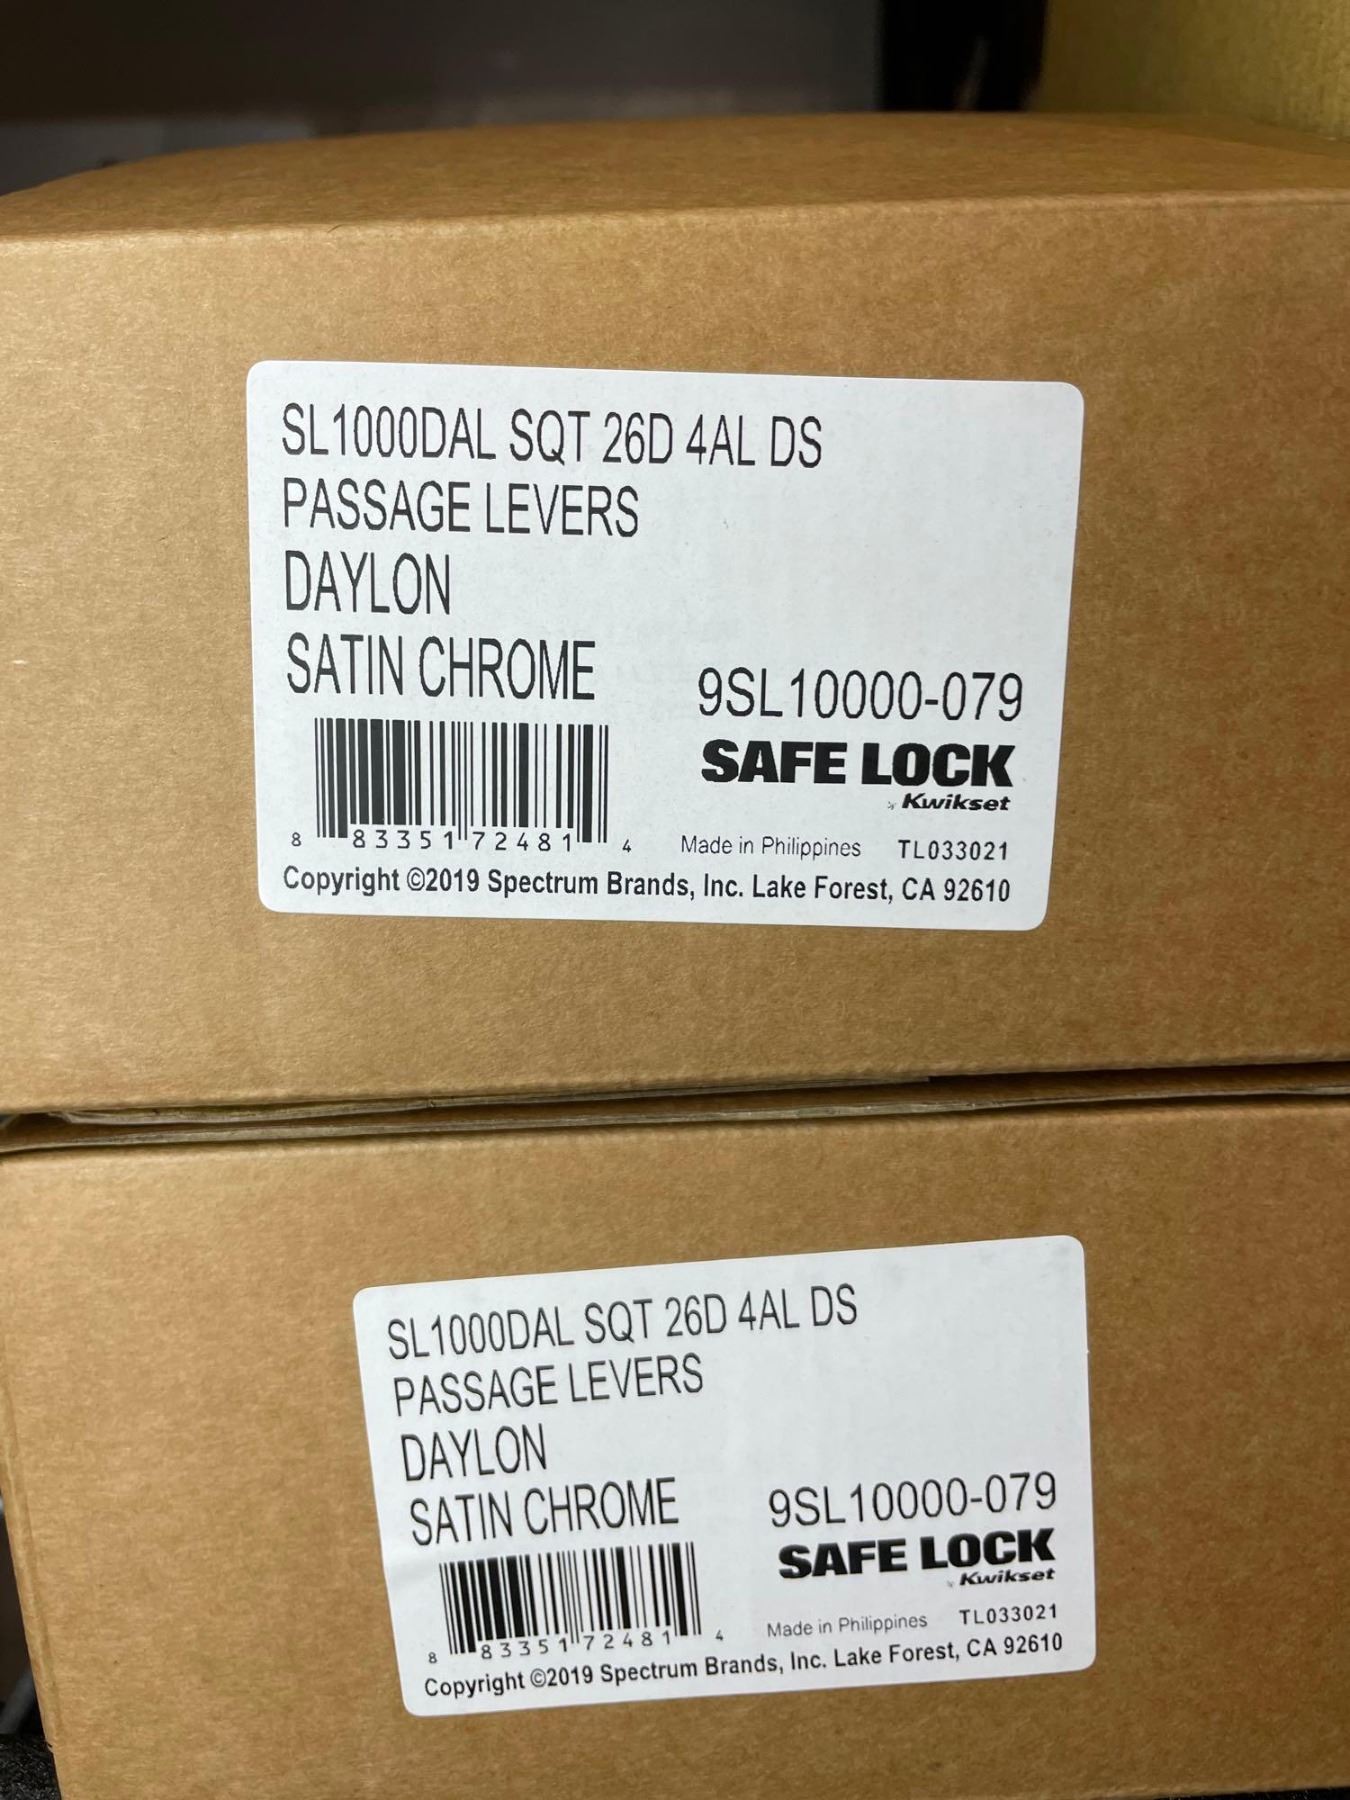 SL1000DAL SQT 26D 4AL DS
PASSAGE LEVERS
DAYLON
SATIN CHROME
9SL10000-079
SAFE LOCK
by Kwikset
8 83351 72481 4
Made in Philippines TL033021
Copyright ©2019 Spectrum Brands, Inc. Lake Forest, CA 92610
SL1000DAL SQT 26D 4AL DS
PASSAGE LEVERS
DAYLON
SATIN CHROME
9SL10000-079
SAFE LOCK
Kwikset
8 83351 72481 4
Made in Philippines TL033021
Copyright ©2019 Spectrum Brands, Inc. Lake Forest, CA 92610